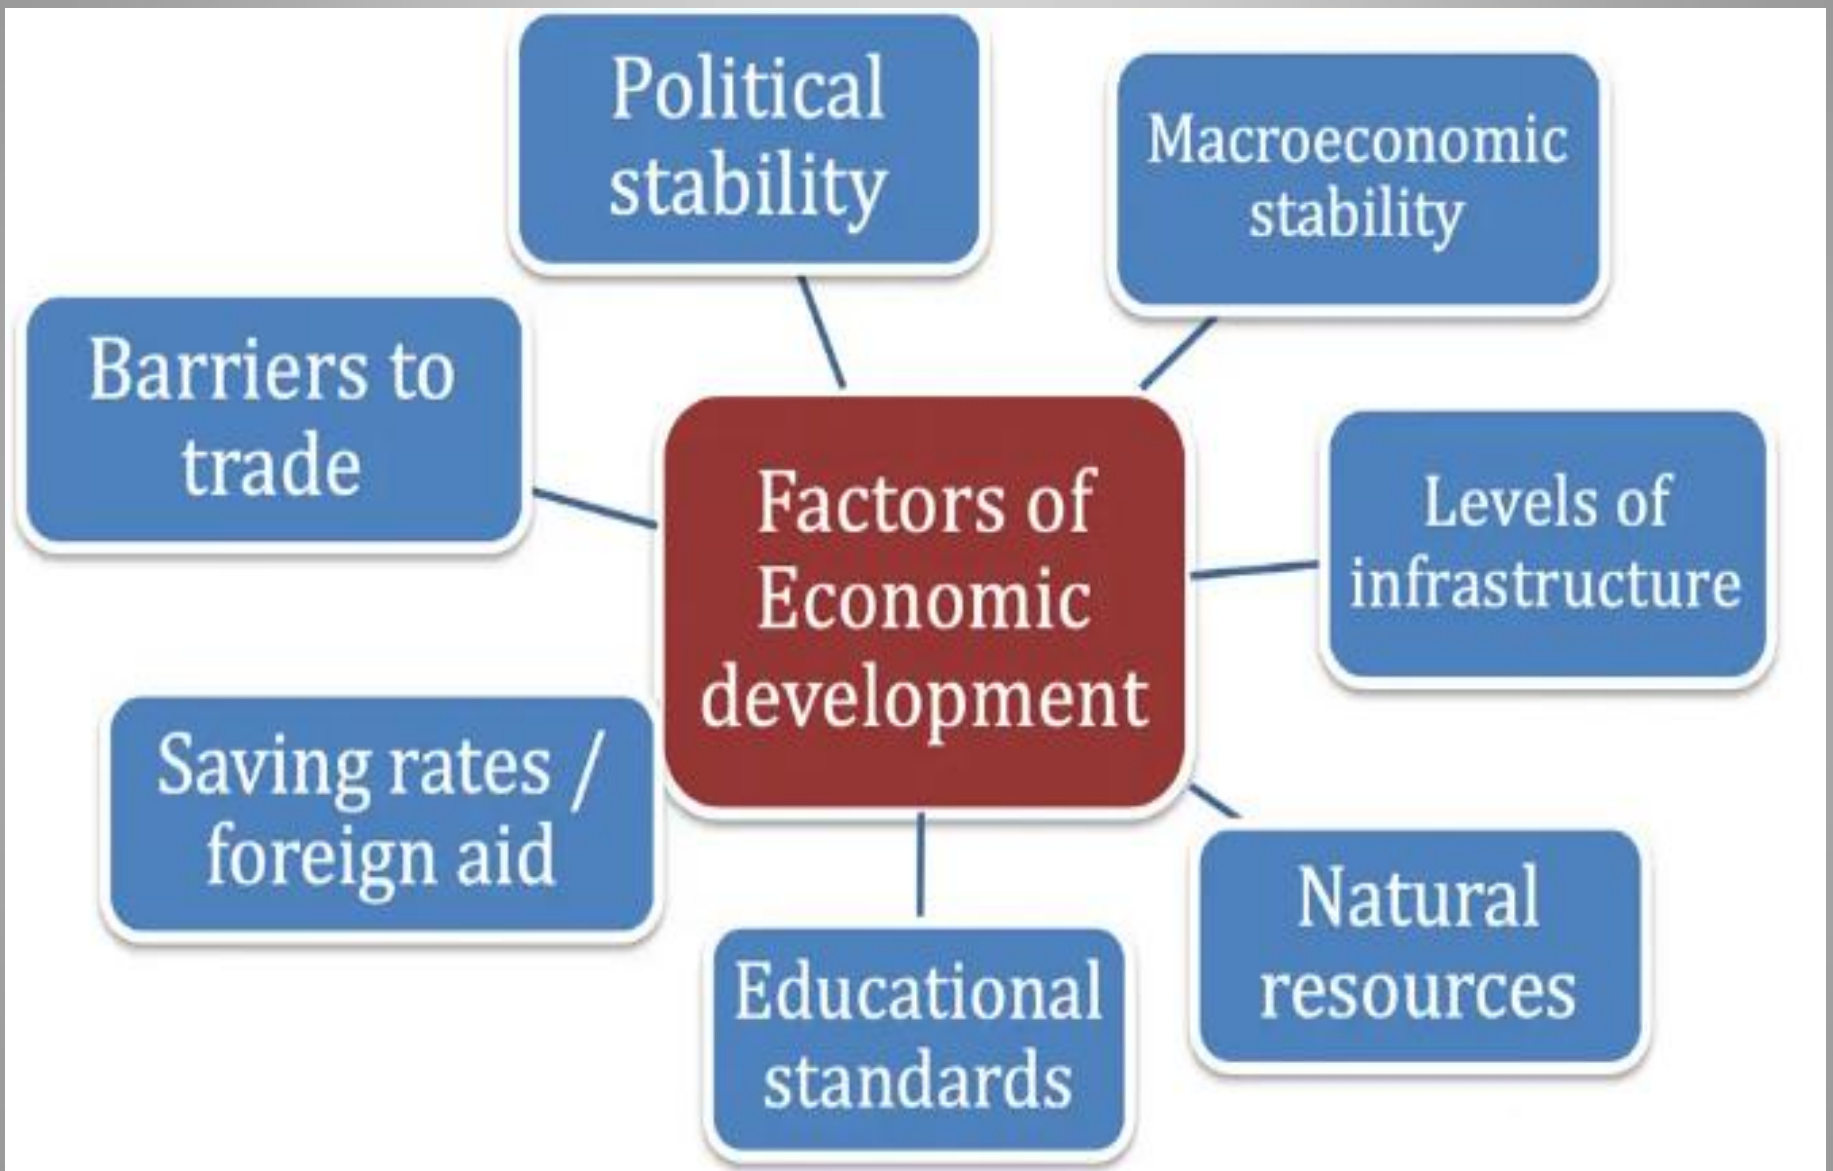 Political
stability
Macroeconomic
stability
Barriers to
trade
Factors of
Economic
development
Levels of
infrastructure
Saving rates /
foreign aid
Natural
resources
Educational
standards